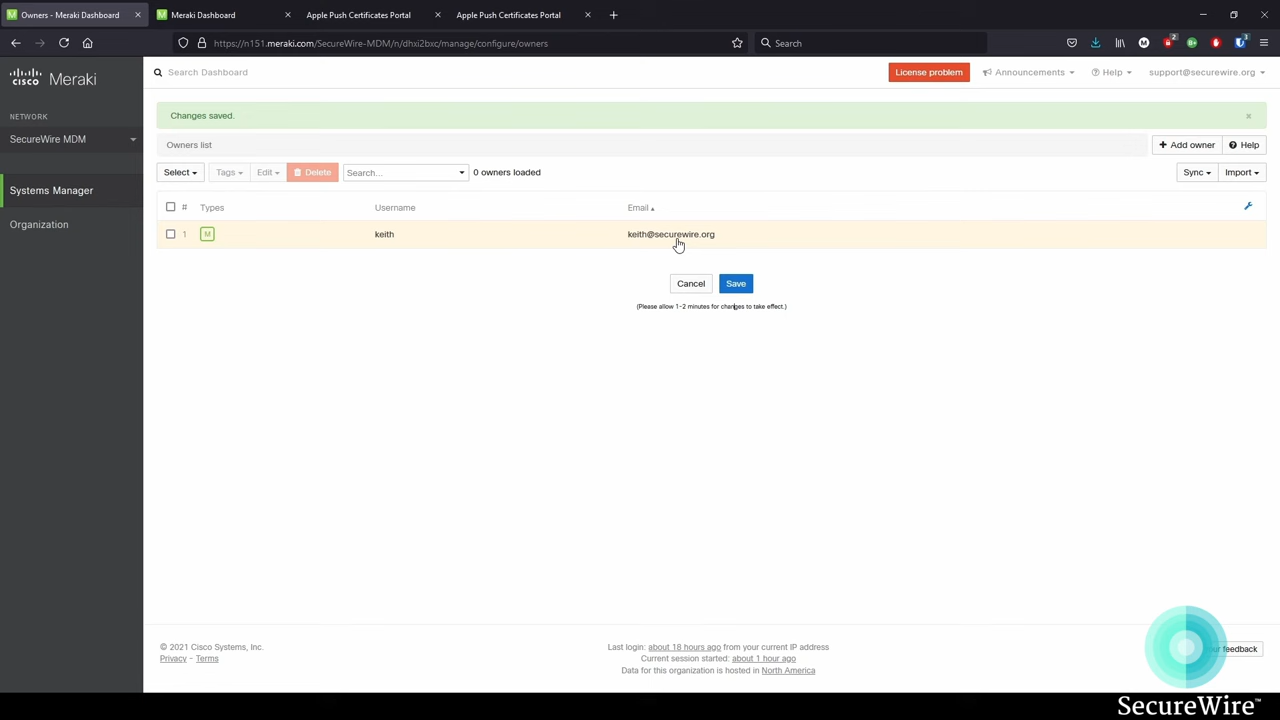 Owners - Meraki Dashboard
Meraki Dashboard
Apple Push Certificates Portal
Apple Push Certificates Portal
https://n151.meraki.com/SecureWire-MDM/n/dhxi2bxc/manage/configure/owners
Search
2
3
cisco Meraki
Search Dashboard
License problem
Announcements
Help
support@securewire.org
NETWORK
SecureWire MDM
Systems Manager
Organization
Changes saved.
×
Owners list
+ Add owner
Help
Select
Tags
Edit
Delete
Search...
0 owners loaded
Sync
Import
# Types Username Email
1 M keith keith@securewire.org
Cancel
Save
(Please allow 1-2 minutes for changes to take effect.)
© 2021 Cisco Systems, Inc.
Privacy - Terms
Last login: about 18 hours ago from your current IP address
Current session started: about 1 hour ago
Data for this organization is hosted in North America
our feedback
SecureWire™